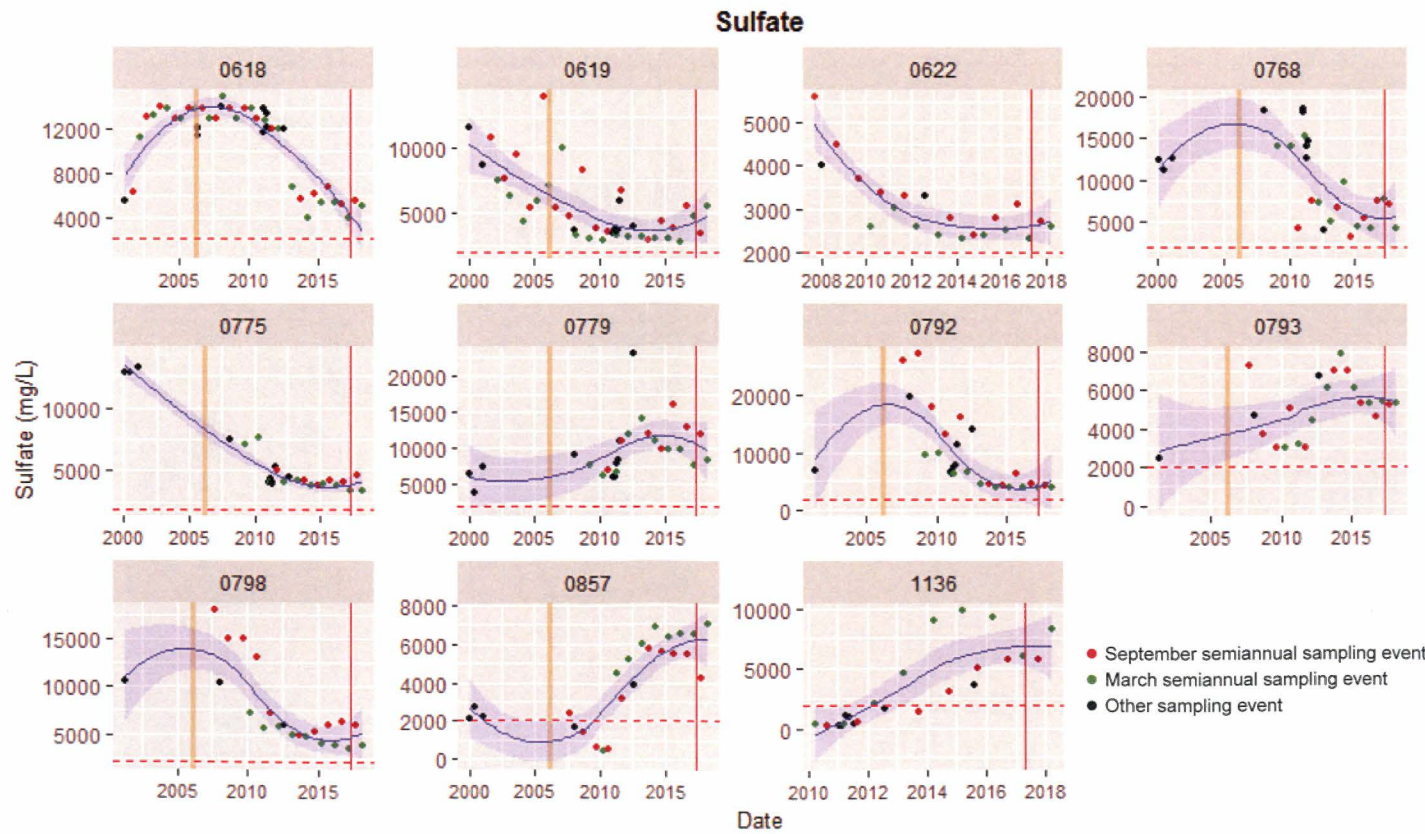 Sulfate
0618 0619 0622 0768
12000
8000
4000
2005 2010 2015
10000
5000
2000 2005 2010 2015
5000
4000
3000
2000
2008 2010 2012 2014 2016 2018
20000
15000
10000
5000
2000 2005 2010 2015
Sulfate (mg/L)
0775 0779 0792 0793
10000
5000
2000 2005 2010 2015
20000
15000
10000
5000
2000 2005 2010 2015
20000
10000
0
2005 2010 2015
8000
6000
4000
2000
0
2005 2010 2015
0798 0857 1136
15000
10000
5000
2005 2010 2015
8000
6000
4000
2000
0
2000 2005 2010 2015
10000
5000
0
2010 2012 2014 2016 2018
September semiannual sampling event
March semiannual sampling event
Other sampling event
Date